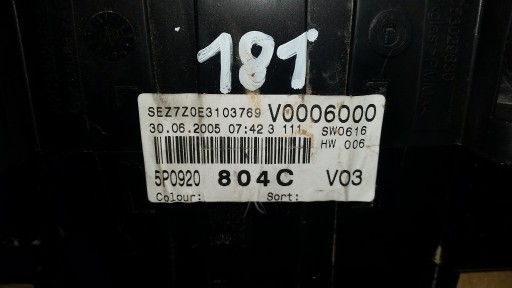 181
SEZ7Z0E3103769 V0006000
30.06.2005 07:42 3 111 SW0616
HW 006
5P0920 804C V03
Colour: Sort: